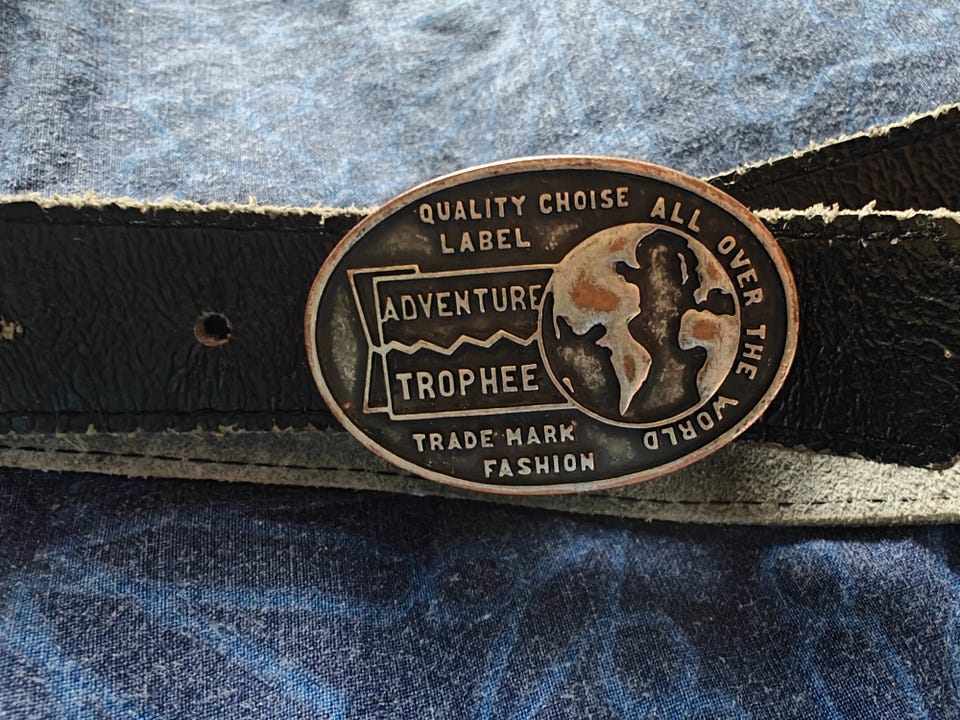 QUALITY CHOISE
LABEL
ALL OVER THE WORLD
ADVENTURE
TROPHEE
TRADE MARK
FASHION